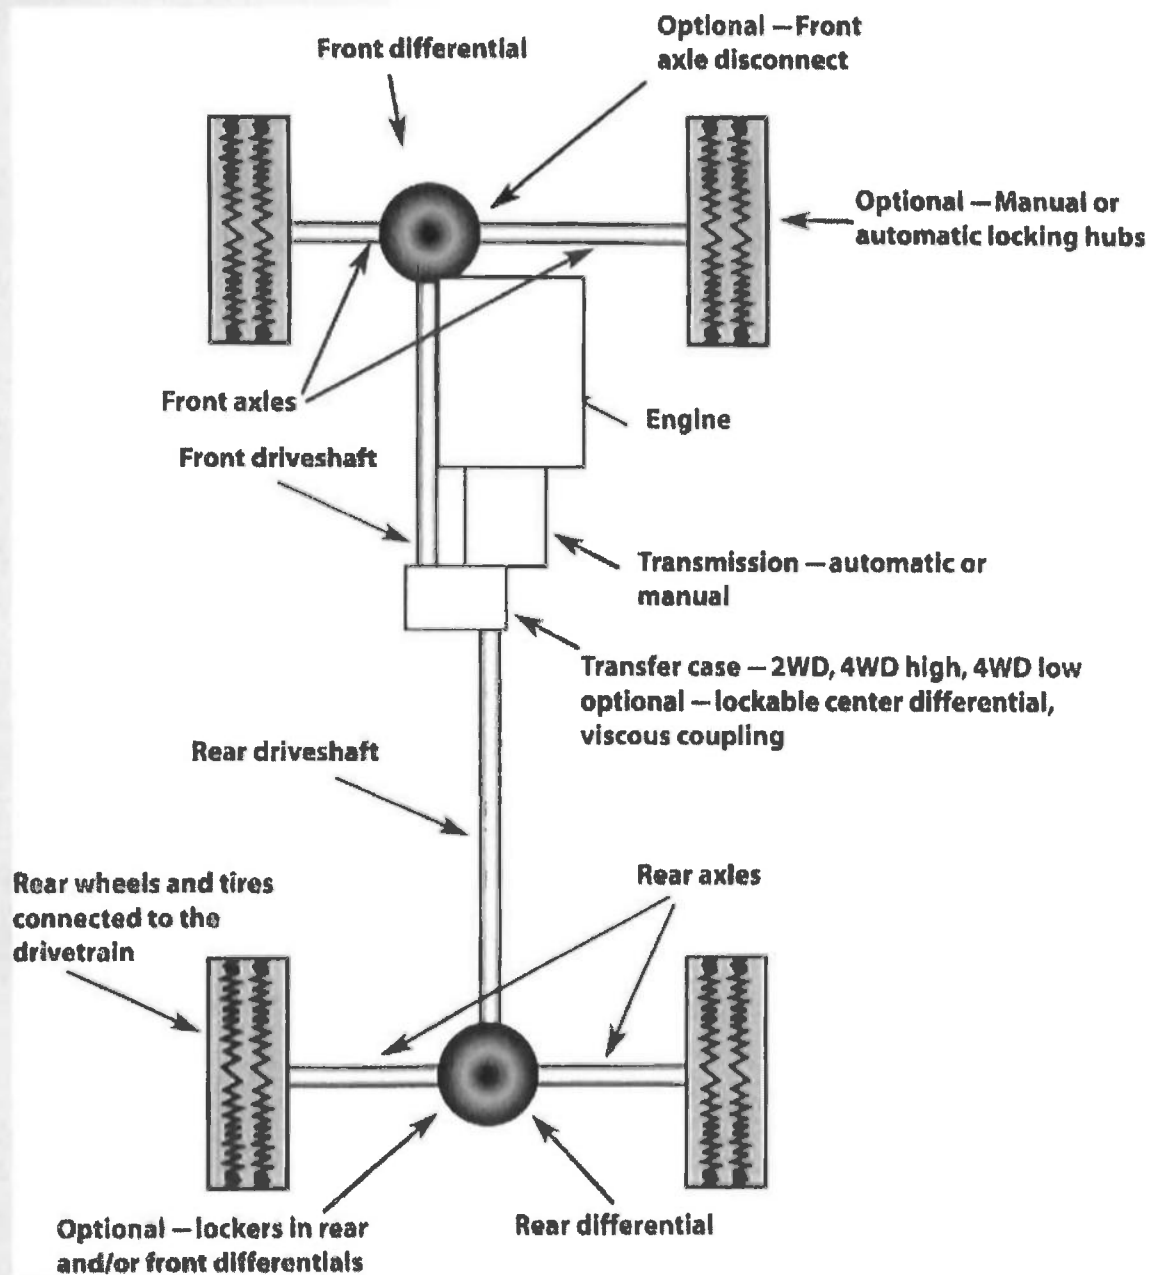 Optional — Front
axle disconnect
Front differential
Optional — Manual or
automatic locking hubs
Front axles
Engine
Front driveshaft
Transmission — automatic or
manual
Transfer case — 2WD, 4WD high, 4WD low
optional — lockable center differential,
viscous coupling
Rear driveshaft
Rear axles
Rear wheels and tires
connected to the
drivetrain
Optional — lockers in rear
and/or front differentials
Rear differential